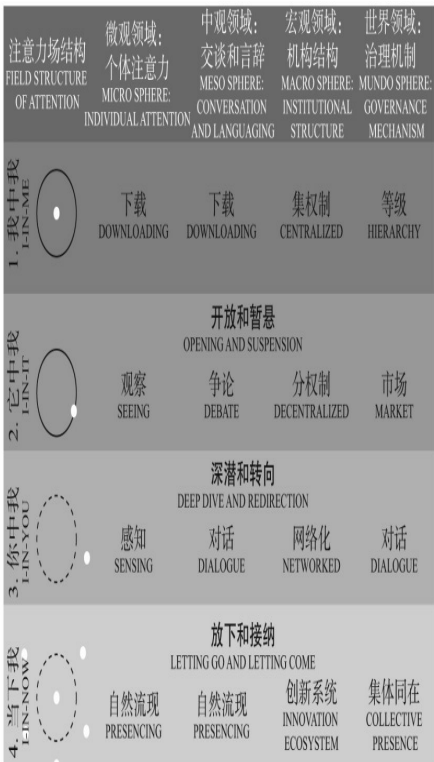 注意力场结构
FIELD STRUCTURE
OF ATTENTION
微观领域：
个体注意力
MICRO SPHERE:
INDIVIDUAL ATTENTION
中观领域：
交谈和言辞
MESO SPHERE:
CONVERSATION
AND LANGUAGING
宏观领域：
机构结构
MACRO SPHERE:
INSTITUTIONAL
STRUCTURE
世界领域：
治理机制
MUNDO SPHERE:
GOVERNANCE
MECHANISM
1. 我中我
I-IN-ME
下载
DOWNLOADING
下载
DOWNLOADING
集权制
CENTRALIZED
等级
HIERARCHY
开放和暂悬
OPENING AND SUSPENSION
2. 它中我
I-IN-IT
观察
SEEING
争论
DEBATE
分权制
DECENTRALIZED
市场
MARKET
深潜和转向
DEEP DIVE AND REDIRECTION
3. 你中我
I-IN-YOU
感知
SENSING
对话
DIALOGUE
网络化
NETWORKED
对话
DIALOGUE
放下和接纳
LETTING GO AND LETTING COME
4. 当下我
I-IN-NOW
自然流现
PRESENCING
自然流现
PRESENCING
创新系统
INNOVATION
ECOSYSTEM
集体同在
COLLECTIVE
PRESENCE